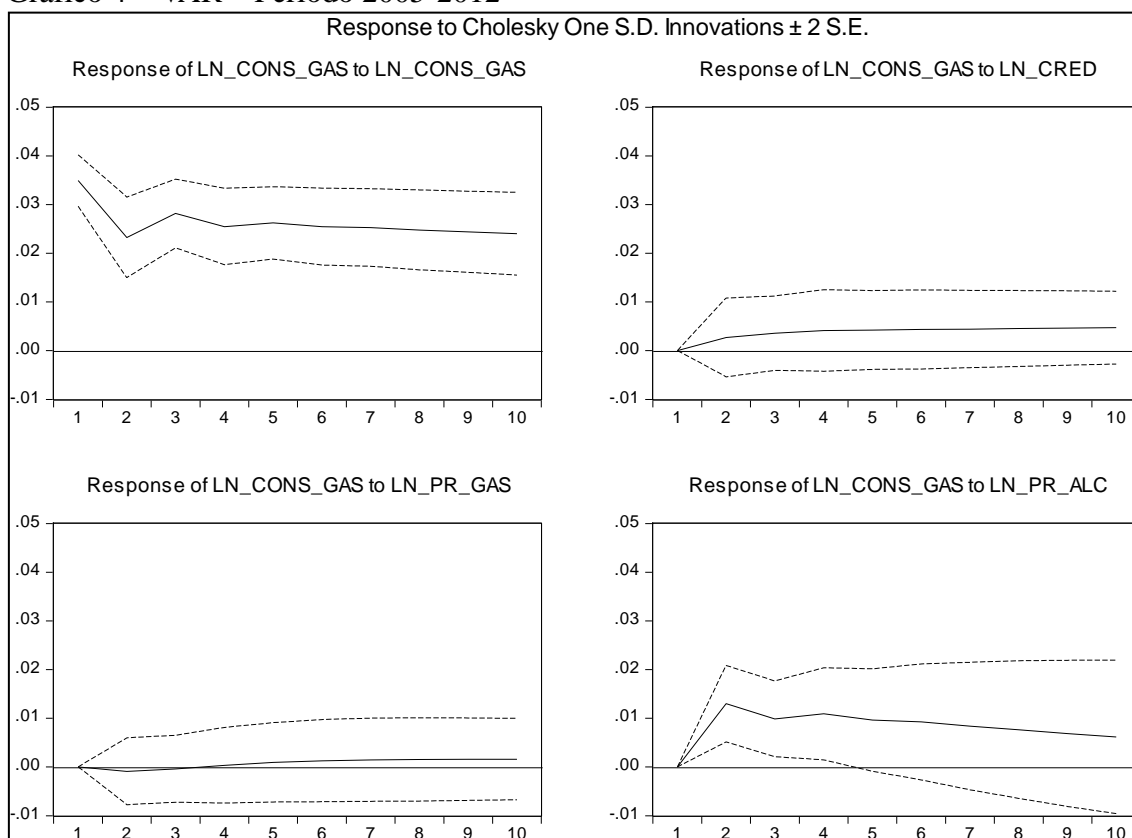 VAR
Response to Cholesky One S.D. Innovations ± 2 S.E.
Response of LN_CONS_GAS to LN_CONS_GAS
.05
.04
.03
.02
.01
.00
-.01
1 2 3 4 5 6 7 8 9 10
Response of LN_CONS_GAS to LN_CRED
.05
.04
.03
.02
.01
.00
-.01
1 2 3 4 5 6 7 8 9 10
Response of LN_CONS_GAS to LN_PR_GAS
.05
.04
.03
.02
.01
.00
-.01
1 2 3 4 5 6 7 8 9 10
Response of LN_CONS_GAS to LN_PR_ALC
.05
.04
.03
.02
.01
.00
-.01
1 2 3 4 5 6 7 8 9 10